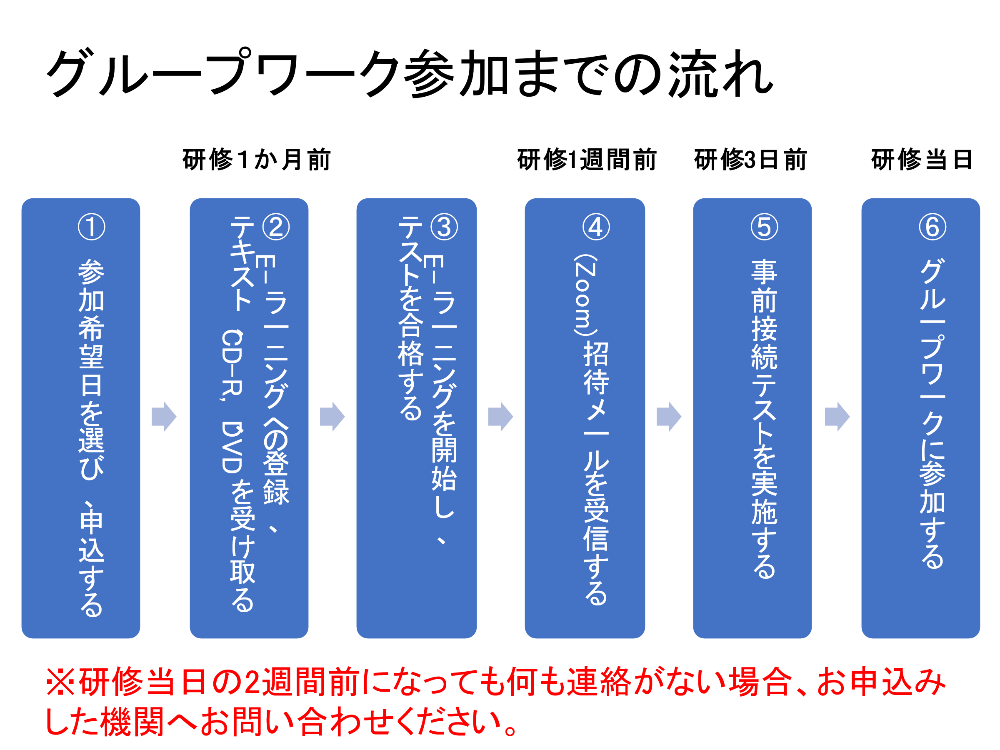 グループワーク参加までの流れ
研修１か月前
研修1週間前
研修3日前
研修当日
① 参加希望日を選び、申込する
② E-ラーニングへの登録、
テキスト CD-R, DVDを受け取る
③ E-ラーニングを開始し、
テストを合格する
④ (Zoom)招待メールを受信する
⑤ 事前接続テストを実施する
⑥ グループワークに参加する
※研修当日の2週間前になっても何も連絡がない場合、お申込み
した機関へお問い合わせください。